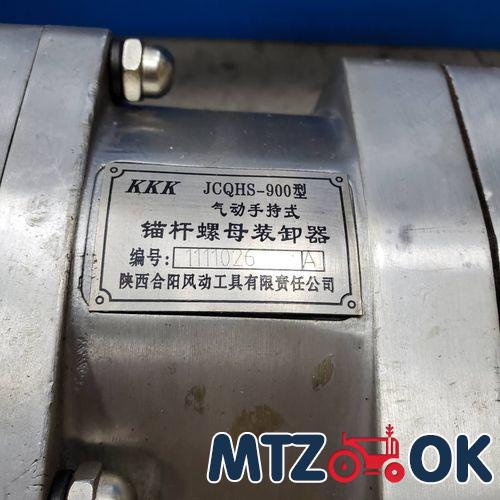 KKK JCQHS-900型
气动手持式
锚杆螺母装卸器
编号: 1111026 A
陕西合阳风动工具有限责任公司
MTZ OK